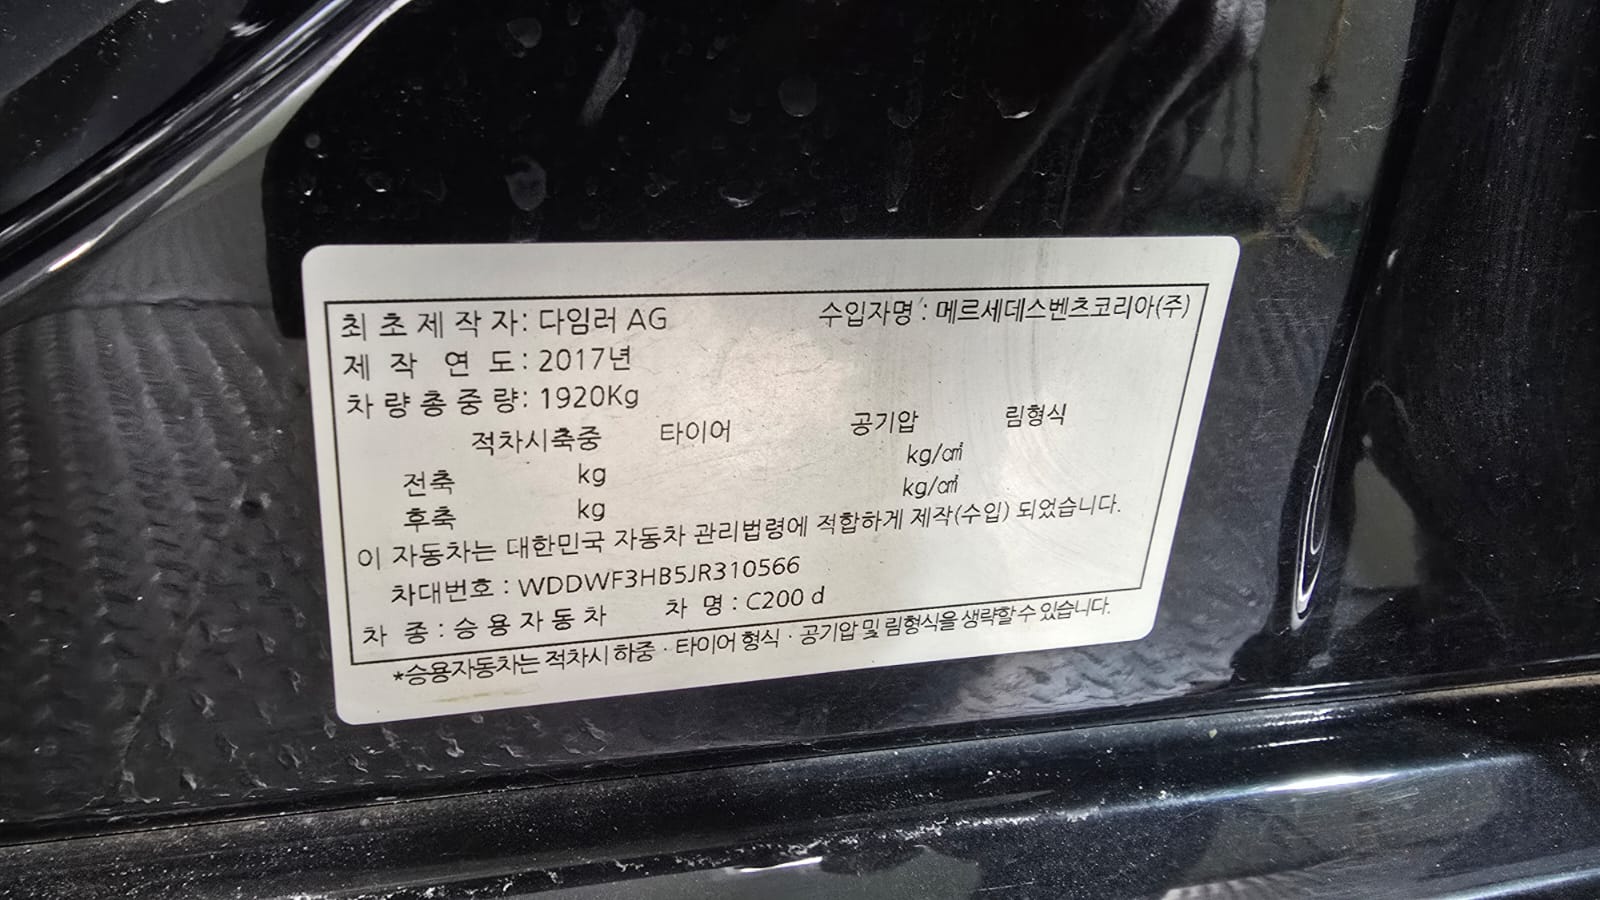 최초제작자: 다임러 AG 수입자명 : 메르세데스벤츠코리아(주)
제 작 연 도: 2017년
차량총중량: 1920Kg
적차시축중 타이어 공기압 림형식
전축 kg kg/㎠
후축 kg kg/㎠
이 자동차는 대한민국 자동차 관리법령에 적합하게 제작(수입) 되었습니다.
차대번호 : WDDWF3HB5JR310566
차 종 : 승용자동차 차 명 : C200 d
*승용자동차는 적차시 하중 · 타이어 형식 · 공기압 및 림형식을 생략할 수 있습니다.